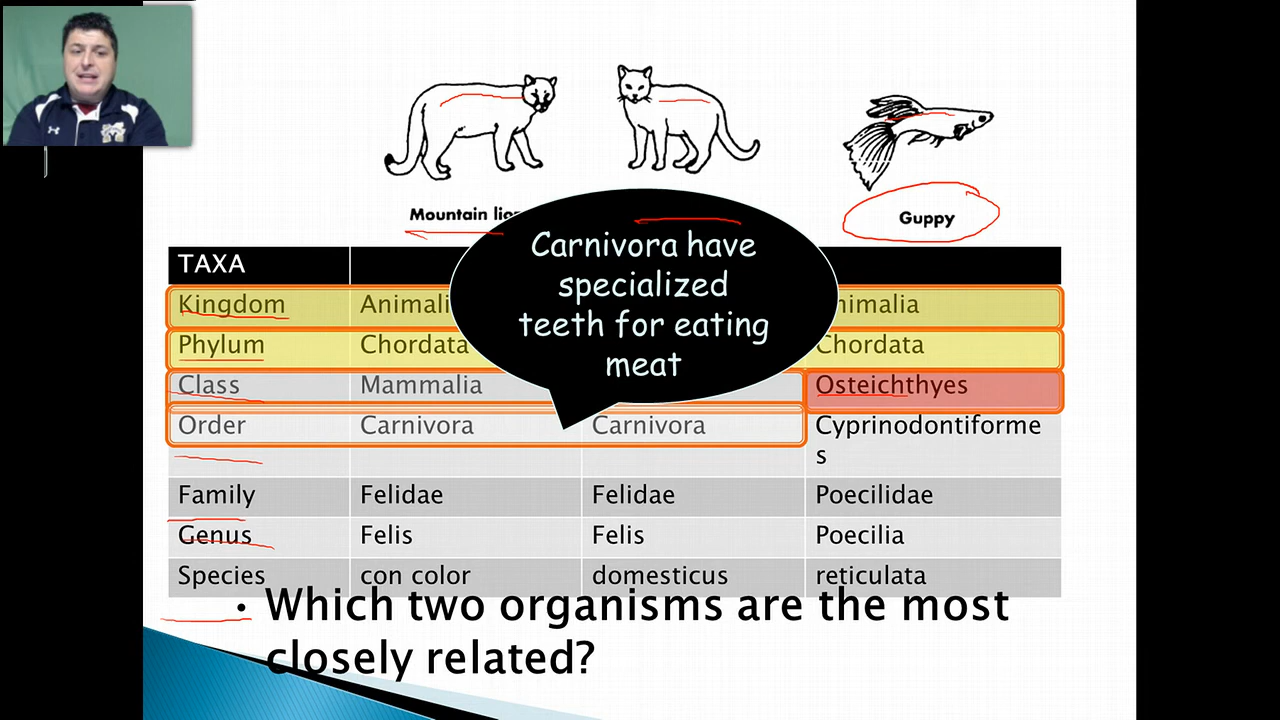 Mountain lion
Guppy
Carnivora have
specialized
teeth for eating
meat
TAXA
Kingdom Animali nimalia
Phylum Chordata Chordata
Class Mammalia Osteichthyes
Order Carnivora Carnivora Cyprinodontiforme
s
Family Felidae Felidae Poecilidae
Genus Felis Felis Poecilia
Species con color domesticus reticulata
• Which two organisms are the most
closely related?